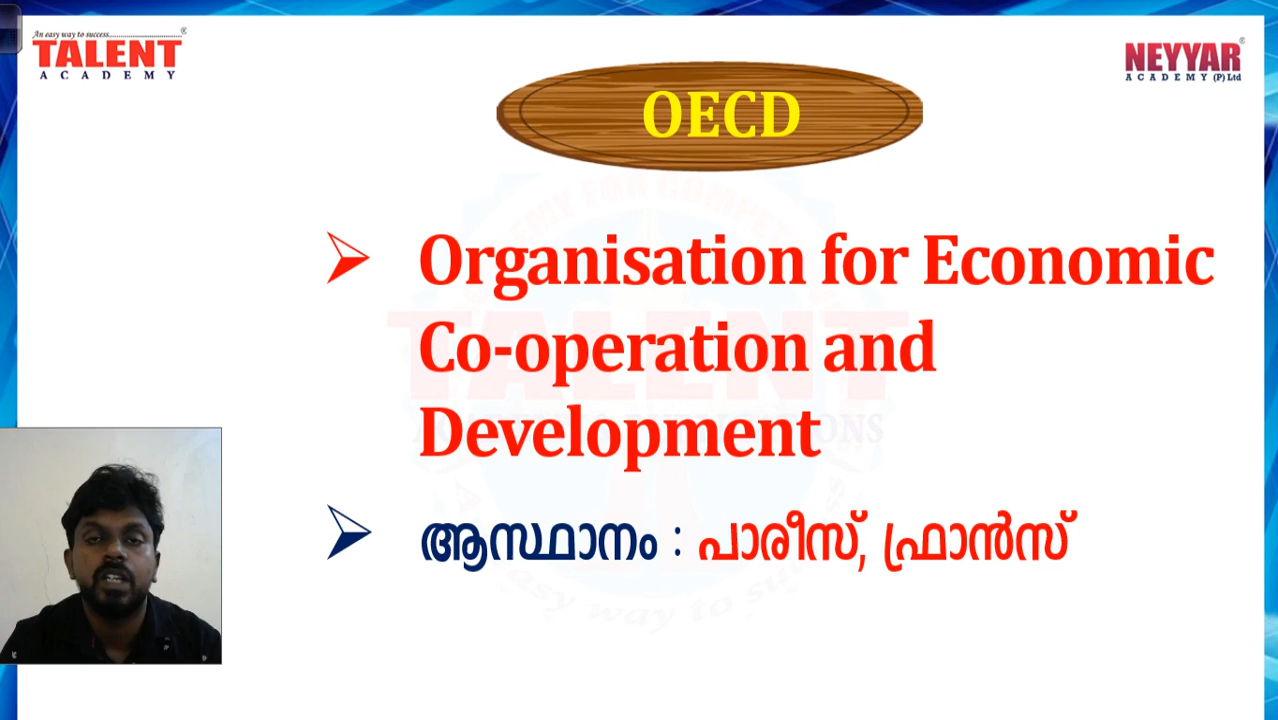 An easy way to success
TALENT
ACADEMY
NEYYAR
ACADEMY (P) Ltd
OECD
Organisation for Economic
Co-operation and
Development
ആസ്ഥാനം : പാരീസ്, ഫ്രാൻസ്
TALENT